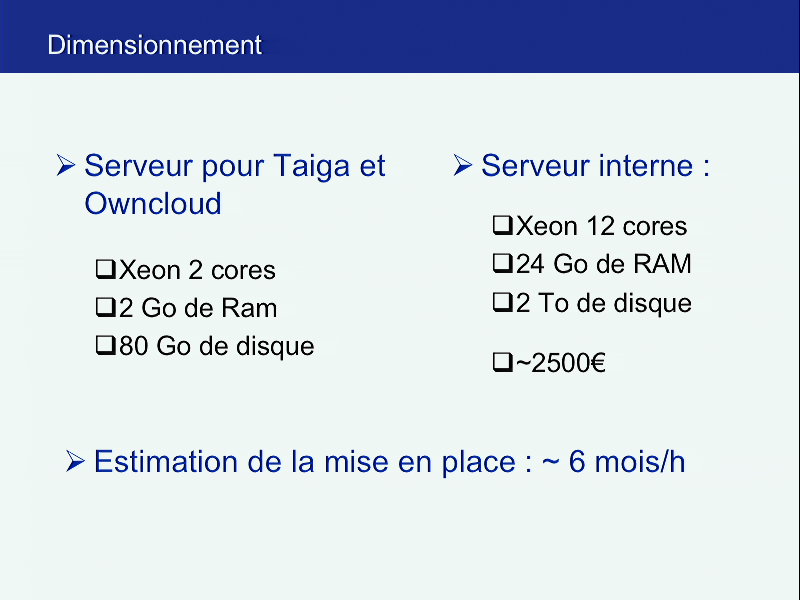 Dimensionnement
Serveur pour Taiga et
Owncloud
Xeon 2 cores
2 Go de Ram
80 Go de disque
Serveur interne :
Xeon 12 cores
24 Go de RAM
2 To de disque
~2500€
Estimation de la mise en place : ~ 6 mois/h